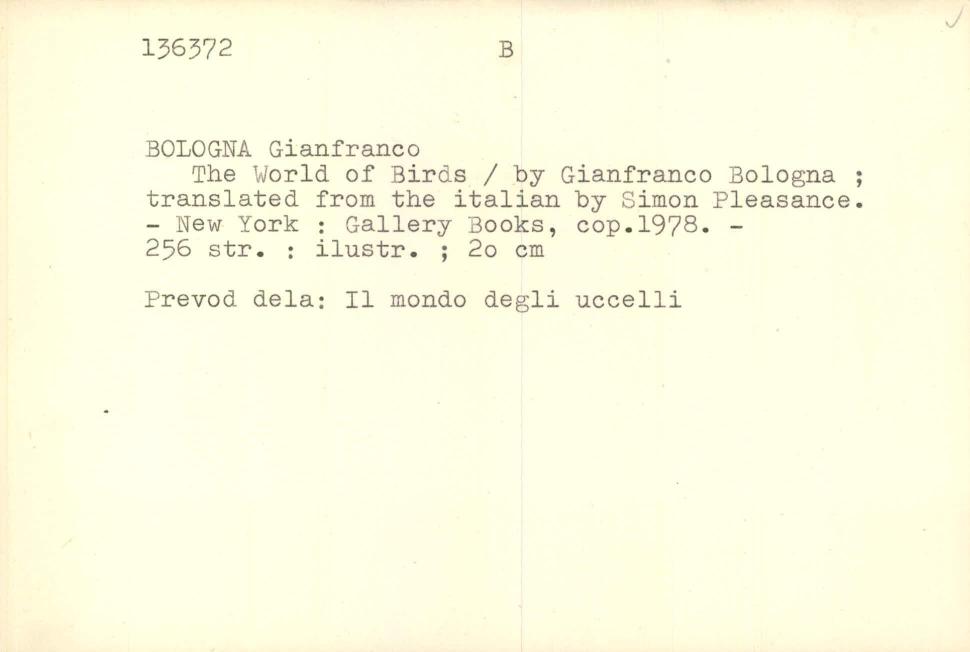 136372 B
BOLOGNA Gianfranco
The World of Birds / by Gianfranco Bologna ;
translated from the italian by Simon Pleasance.
- New York : Gallery Books, cop.1978. -
256 str. : ilustr. ; 2o cm
Prevod dela: Il mondo degli uccelli